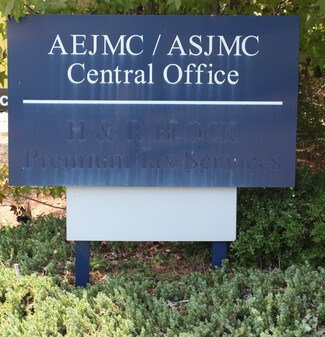 AEJMC / ASJMC
Central Office
H & R BLOCK
Premium Tax Services